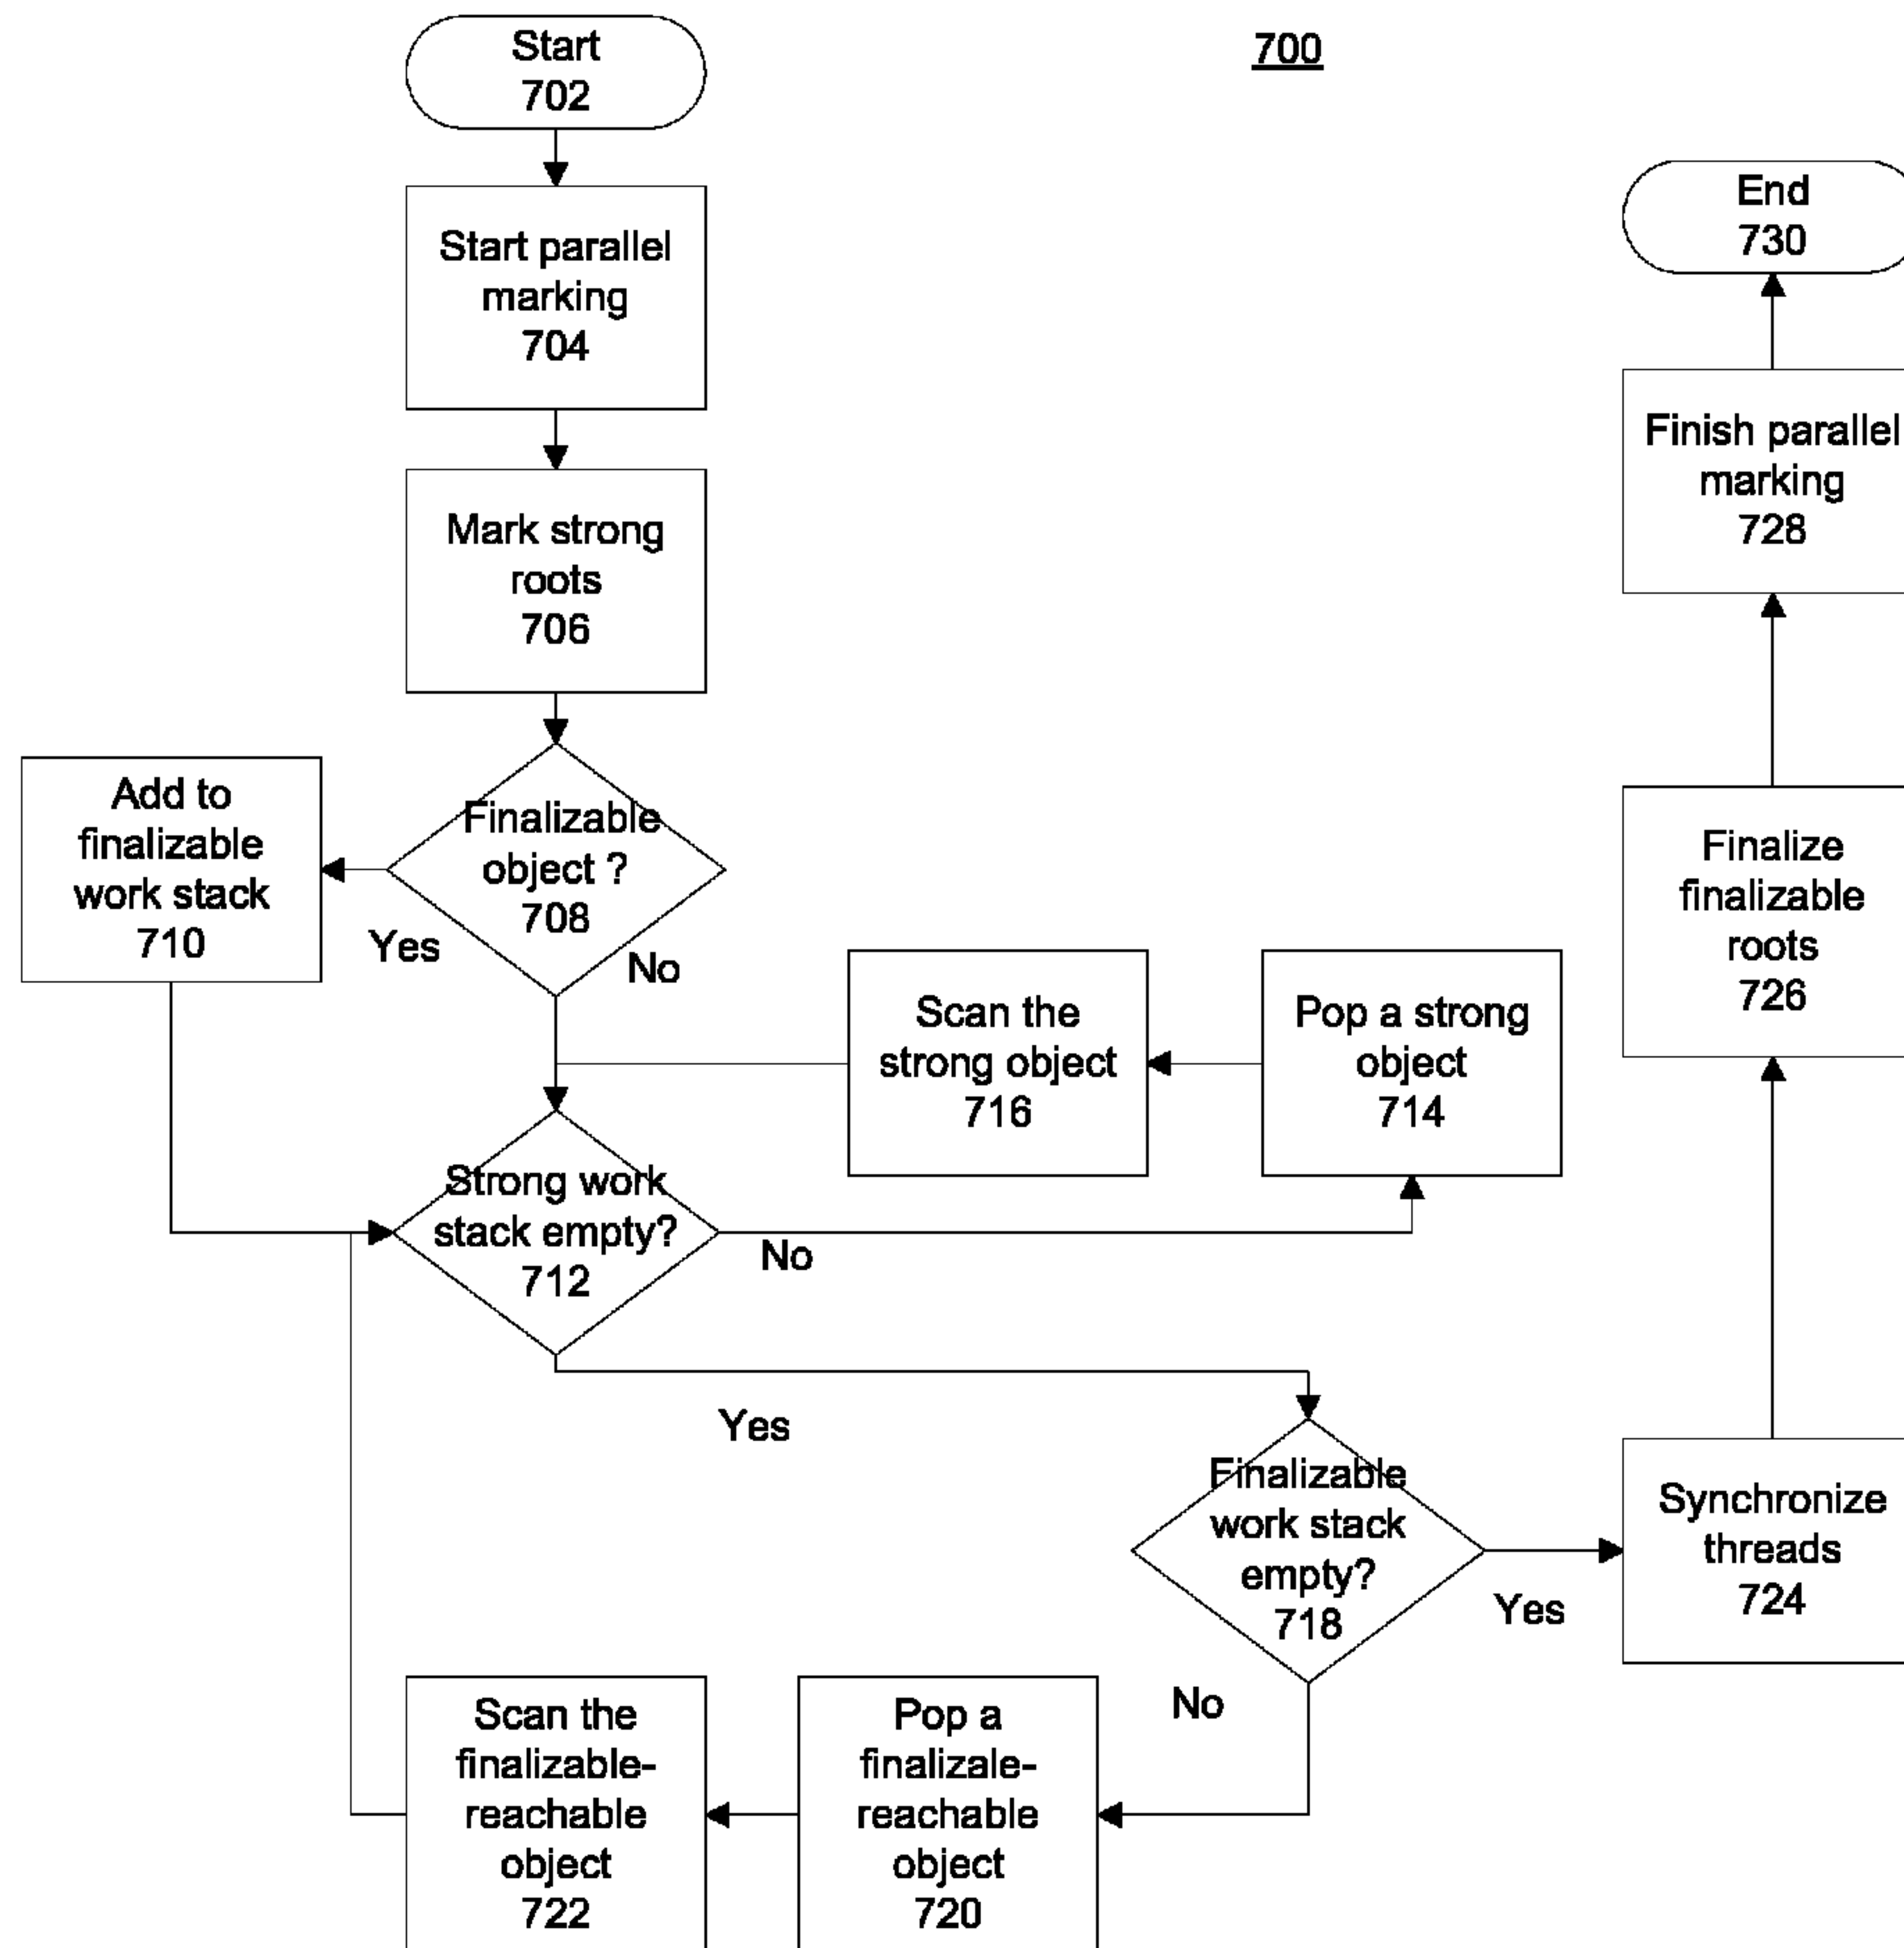 Start
702
700
Start parallel
marking
704
Mark strong
roots
706
Finalizable
object ?
708
Yes
No
Add to
finalizable
work stack
710
Strong work
stack empty?
712
No
Yes
Scan the
strong object
716
Pop a strong
object
714
Finalizable
work stack
empty?
718
No
Yes
Pop a
finalizale-
reachable
object
720
Scan the
finalizable-
reachable
object
722
Synchronize
threads
724
Finalize
finalizable
roots
726
Finish parallel
marking
728
End
730